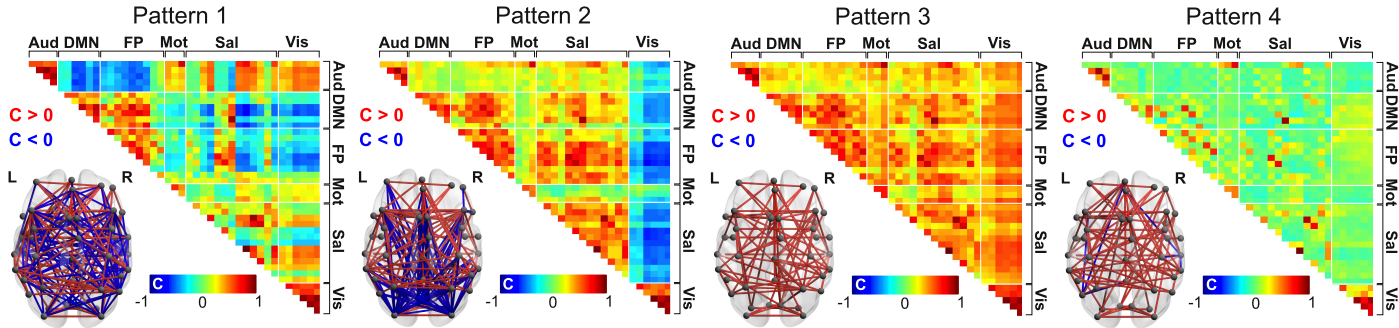 Pattern 1
Aud DMN FP Mot Sal Vis
Aud
DMN
FP
Mot
Sal
Vis
C > 0
C < 0
L R
C
-1 0 1
Pattern 2
Aud DMN FP Mot Sal Vis
Aud
DMN
FP
Mot
Sal
Vis
C > 0
C < 0
L R
C
-1 0 1
Pattern 3
Aud DMN FP Mot Sal Vis
Aud
DMN
FP
Mot
Sal
Vis
C > 0
C < 0
L R
C
-1 0 1
Pattern 4
Aud DMN FP Mot Sal Vis
Aud
DMN
FP
Mot
Sal
Vis
C > 0
C < 0
L R
C
-1 0 1